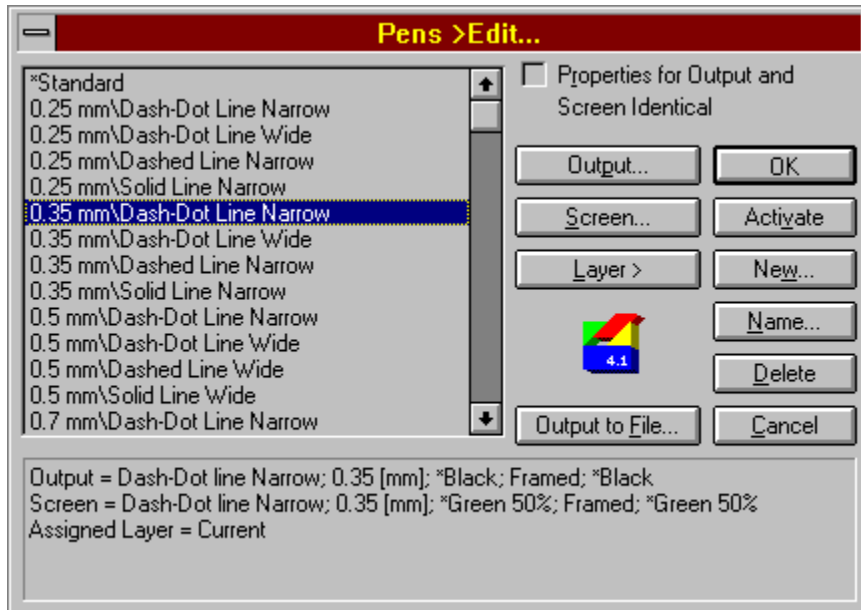 Pens >Edit...
*Standard
0.25 mm\Dash-Dot Line Narrow
0.25 mm\Dash-Dot Line Wide
0.25 mm\Dashed Line Narrow
0.25 mm\Solid Line Narrow
0.35 mm\Dash-Dot Line Narrow
0.35 mm\Dash-Dot Line Wide
0.35 mm\Dashed Line Narrow
0.35 mm\Solid Line Narrow
0.5 mm\Dash-Dot Line Narrow
0.5 mm\Dash-Dot Line Wide
0.5 mm\Dashed Line Wide
0.5 mm\Solid Line Wide
0.7 mm\Dash-Dot Line Narrow
Properties for Output and
Screen Identical
Output...
OK
Screen...
Activate
Layer >
New...
4.1
Name...
Delete
Output to File...
Cancel
Output = Dash-Dot line Narrow; 0.35 [mm]; *Black; Framed; *Black
Screen = Dash-Dot line Narrow; 0.35 [mm]; *Green 50%; Framed; *Green 50%
Assigned Layer = Current